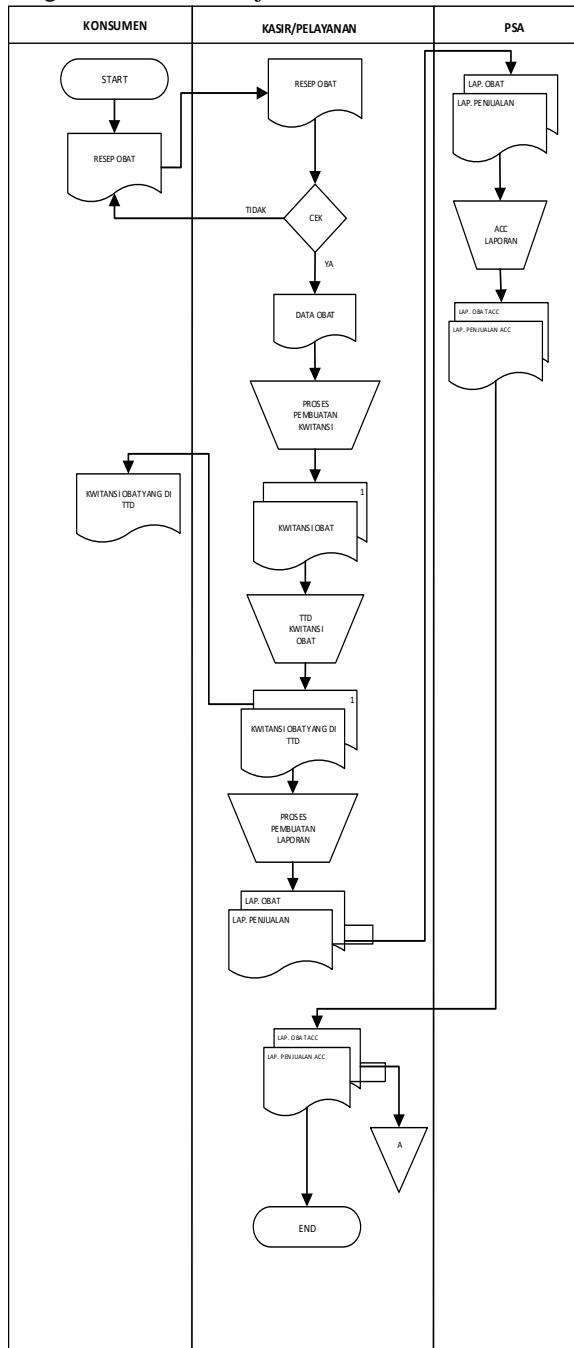 KONSUMEN
KASIR/PELAYANAN
PSA
START
RESEP OBAT
RESEP OBAT
CEK
TIDAK
YA
DATA OBAT
PROSES
PEMBUATAN
KWITANSI
1
KWITANSI OBAT
KWITANSI OBAT YANG DI
TTD
TTD
KWITANSI
OBAT
1
KWITANSI OBAT YANG DI
TTD
PROSES
PEMBUATAN
LAPORAN
LAP. OBAT
LAP. PENJUALAN
LAP. OBAT
LAP. PENJUALAN
ACC
LAPORAN
LAP. OBAT ACC
LAP. PENJUALAN ACC
LAP. OBAT ACC
LAP. PENJUALAN ACC
A
END